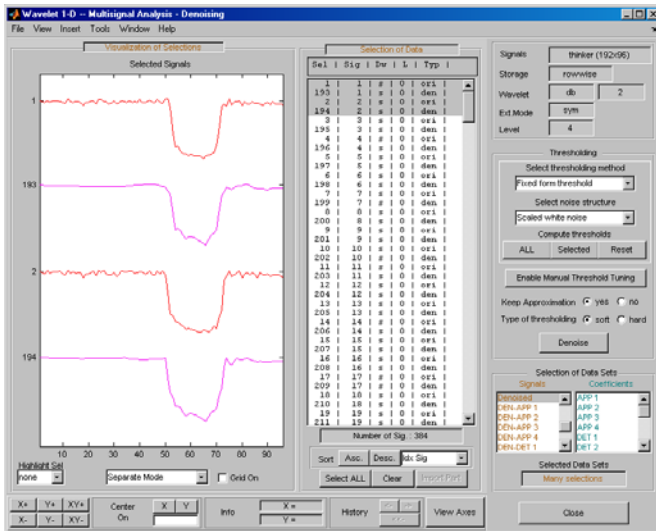 Wavelet 1-D -- Multisignal Analysis - Denoising
File View Insert Tools Window Help
Visualization of Selections
Selected Signals
1
193
2
194
10 20 30 40 50 60 70 80 90
Highlight Sel
none
Separate Mode
Grid On
Selection of Data
Sel | Sig | Dw | L | Typ |
1 | 1 | s | 0 | ori |
193 | 1 | s | 0 | den |
2 | 2 | s | 0 | ori |
194 | 2 | s | 0 | den |
3 | 3 | s | 0 | ori |
195 | 3 | s | 0 | den |
4 | 4 | s | 0 | ori |
196 | 4 | s | 0 | den |
5 | 5 | s | 0 | ori |
197 | 5 | s | 0 | den |
6 | 6 | s | 0 | ori |
198 | 6 | s | 0 | den |
7 | 7 | s | 0 | ori |
199 | 7 | s | 0 | den |
8 | 8 | s | 0 | ori |
200 | 8 | s | 0 | den |
9 | 9 | s | 0 | ori |
201 | 9 | s | 0 | den |
10 | 10 | s | 0 | ori |
202 | 10 | s | 0 | den |
11 | 11 | s | 0 | ori |
203 | 11 | s | 0 | den |
12 | 12 | s | 0 | ori |
204 | 12 | s | 0 | den |
13 | 13 | s | 0 | ori |
205 | 13 | s | 0 | den |
14 | 14 | s | 0 | ori |
206 | 14 | s | 0 | den |
15 | 15 | s | 0 | ori |
207 | 15 | s | 0 | den |
16 | 16 | s | 0 | ori |
208 | 16 | s | 0 | den |
17 | 17 | s | 0 | ori |
209 | 17 | s | 0 | den |
18 | 18 | s | 0 | ori |
210 | 18 | s | 0 | den |
19 | 19 | s | 0 | ori |
211 | 19 | s | 0 | den |
Number of Sig. : 384
Sort Asc. Desc. Idx Sig
Select ALL Clear Import Part
Signals thinker (192x96)
Storage rowwise
Wavelet db 2
Ext.Mode sym
Level 4
Thresholding
Select thresholding method
Fixed form threshold
Select noise structure
Scaled white noise
Compute thresholds
ALL Selected Reset
Enable Manual Threshold Tuning
Keep Approximation yes no
Type of thresholding soft hard
Denoise
Selection of Data Sets
Signals Coefficients
Denoised APP 1
DEN-APP 1 APP 2
DEN-APP 2 APP 3
DEN-APP 3 APP 4
DEN-APP 4 DET 1
DEN-DET 1 DET 2
Selected Data Sets
Many selections
X+ Y+ XY+
X- Y- XY-
Center On
X Y
Info
X =
Y =
History
View Axes
Close